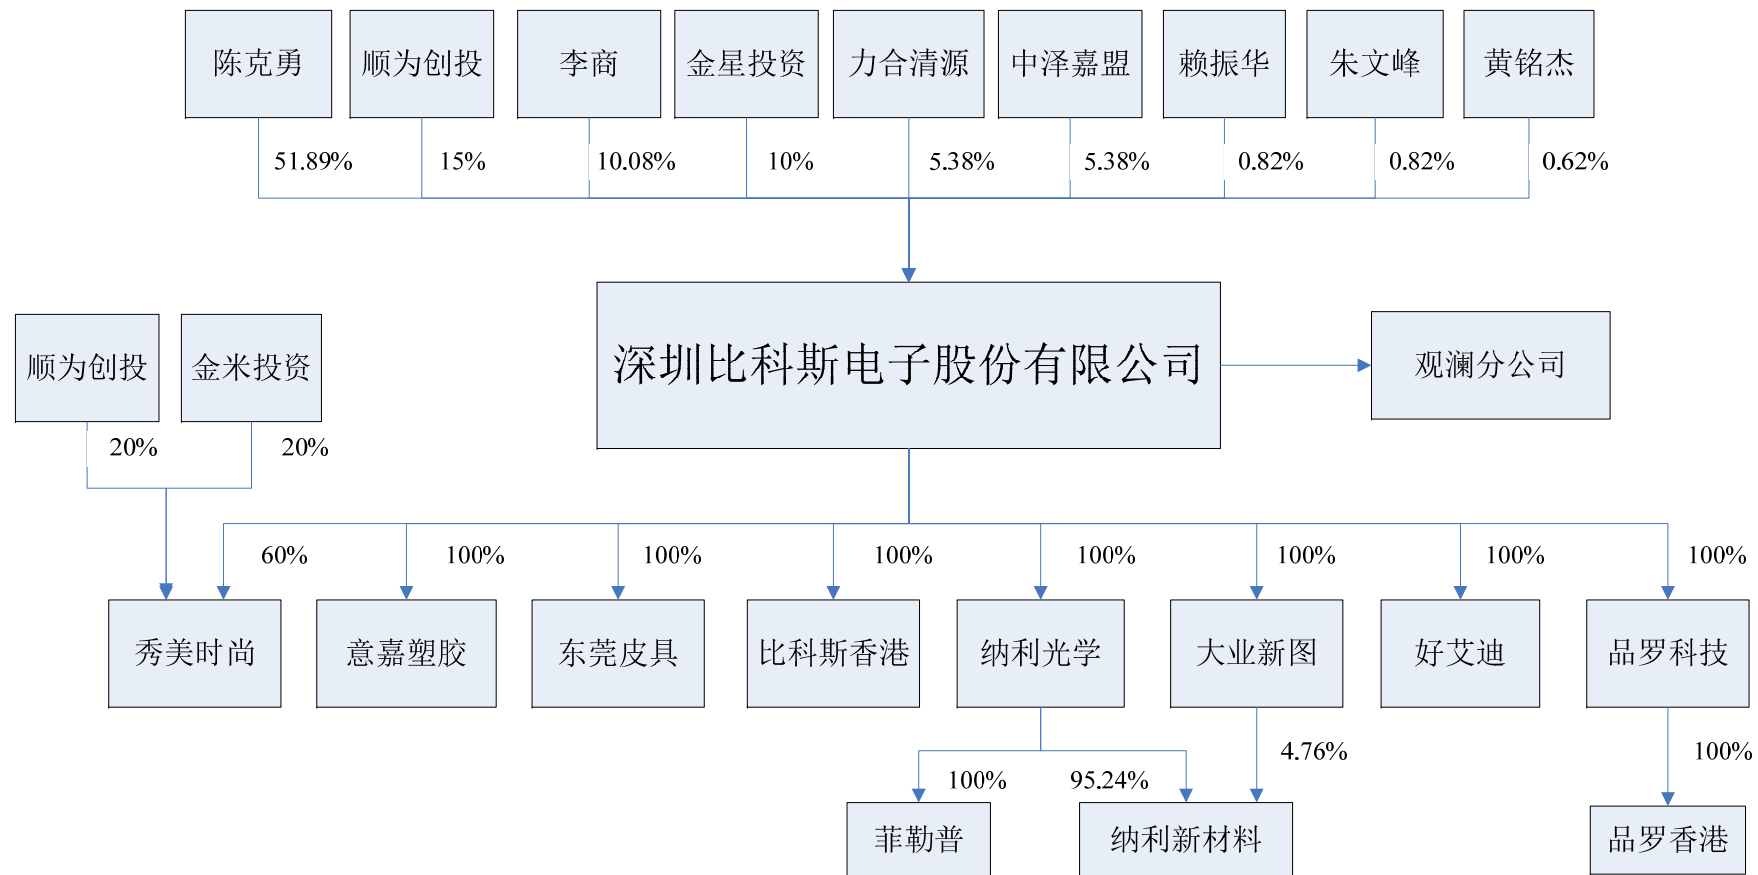 陈克勇 顺为创投 李商 金星投资 力合清源 中泽嘉盟 赖振华 朱文峰 黄铭杰
51.89% 15% 10.08% 10% 5.38% 5.38% 0.82% 0.82% 0.62%
深圳比科斯电子股份有限公司
观澜分公司
顺为创投 金米投资
20% 20%
60% 100% 100% 100% 100% 100% 100% 100%
秀美时尚 意嘉塑胶 东莞皮具 比科斯香港 纳利光学 大业新图 好艾迪 品罗科技
100% 95.24% 4.76% 100%
菲勒普 纳利新材料 品罗香港